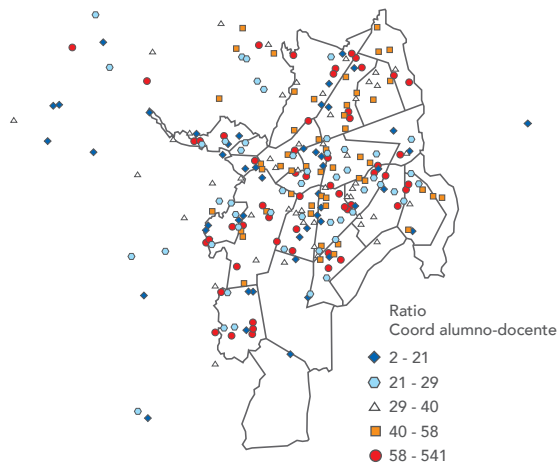 Ratio
Coord alumno-docente
2 - 21
21 - 29
29 - 40
40 - 58
58 - 541